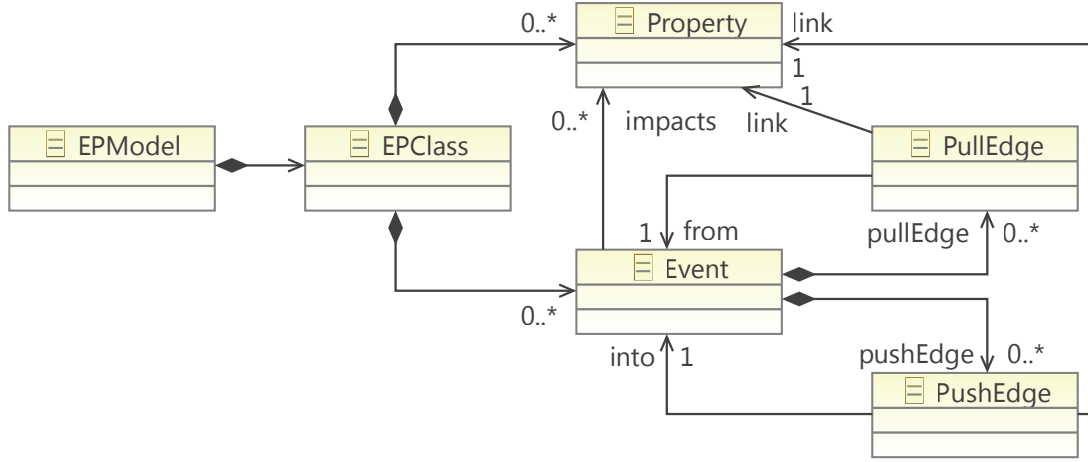 0..*
Property
link
1
1
0..*
impacts
link
EPModel
EPClass
PullEdge
1
from
pullEdge
0..*
Event
0..*
into
1
pushEdge
0..*
PushEdge